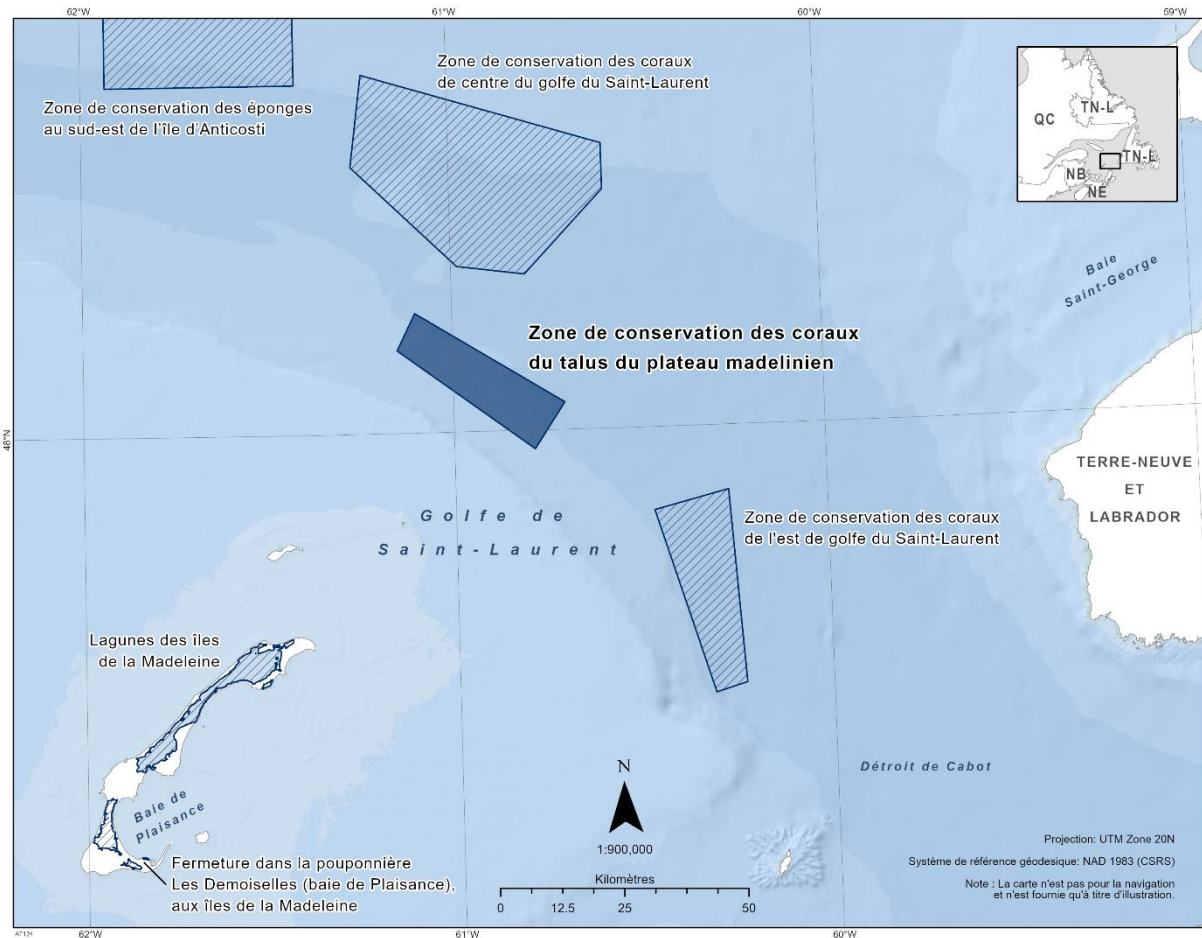 62°W
61°W
60°W
59°W
Zone de conservation des coraux
de centre du golfe du Saint-Laurent
Zone de conservation des éponges
au sud-est de l'île d'Anticosti
QC
TN-L
TN-L
NB
NÉ
Baie
Saint-George
Zone de conservation des coraux
du talus du plateau madelinien
48°N
TERRE-NEUVE
ET
LABRADOR
Golfe de
Saint-Laurent
Zone de conservation des coraux
de l'est de golfe du Saint-Laurent
Lagunes des îles
de la Madeleine
Détroit de Cabot
Baie de
Plaisance
N
1:900,000
Kilomètres
0 12.5 25 50
Fermeture dans la pouponnière
Les Demoiselles (baie de Plaisance),
aux îles de la Madeleine
Projection: UTM Zone 20N
Système de référence géodesique: NAD 1983 (CSRS)
Note : La carte n'est pas pour la navigation
et n'est fournie qu'à titre d'illustration.
AT124
62°W
61°W
60°W